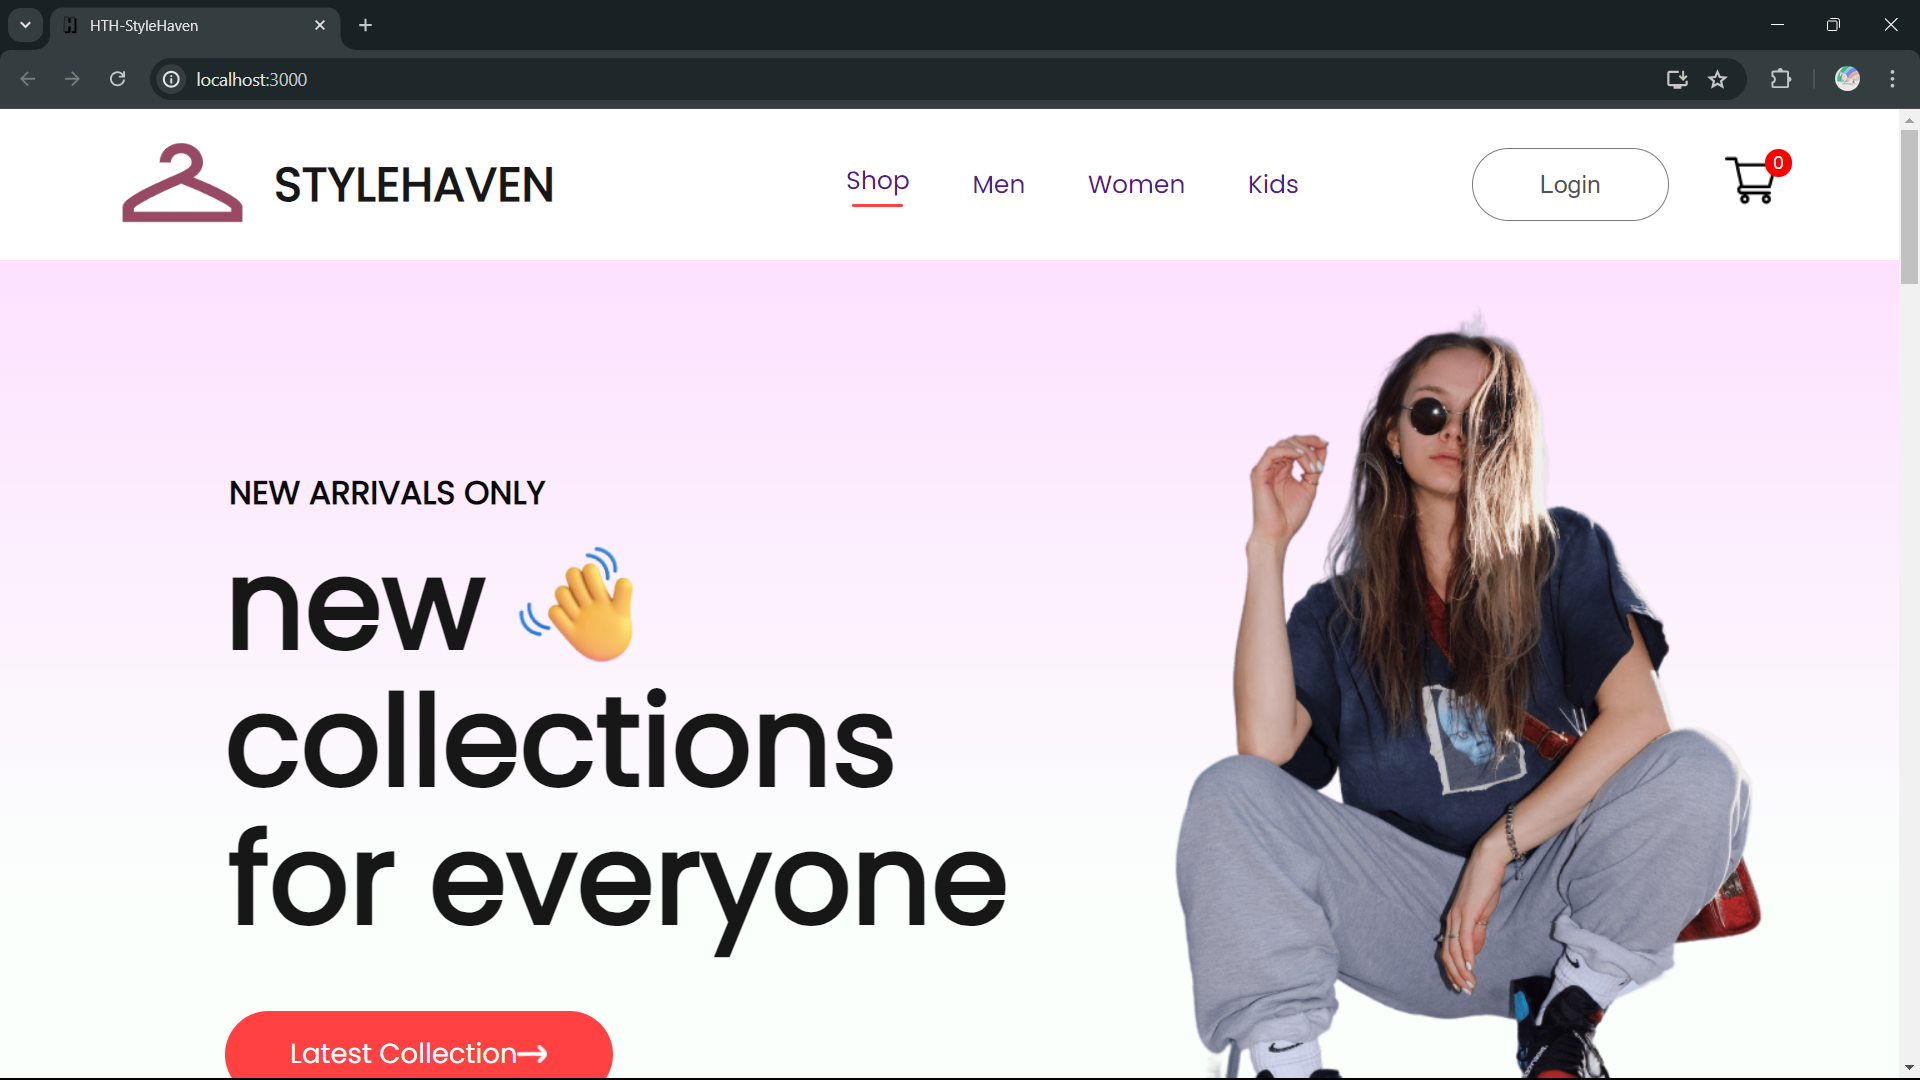 HTH-StyleHaven
localhost:3000
STYLEHAVEN
Shop
Men
Women
Kids
Login
0
NEW ARRIVALS ONLY
new 👋
collections
for everyone
Latest Collection→